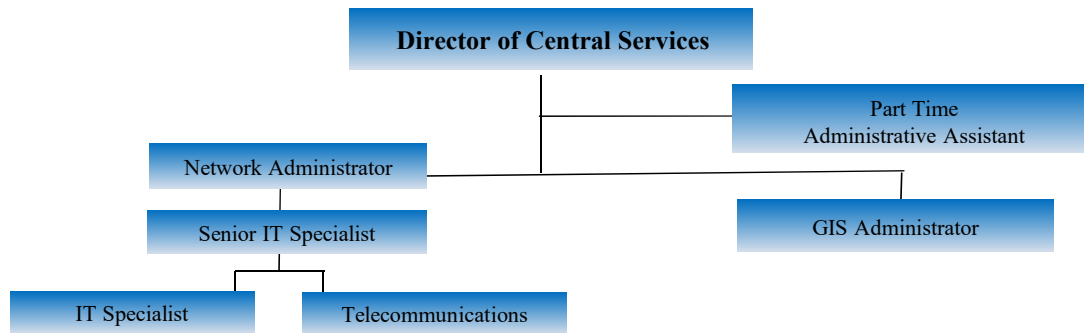 Director of Central Services
Part Time
Administrative Assistant
Network Administrator
Senior IT Specialist
GIS Administrator
IT Specialist
Telecommunications